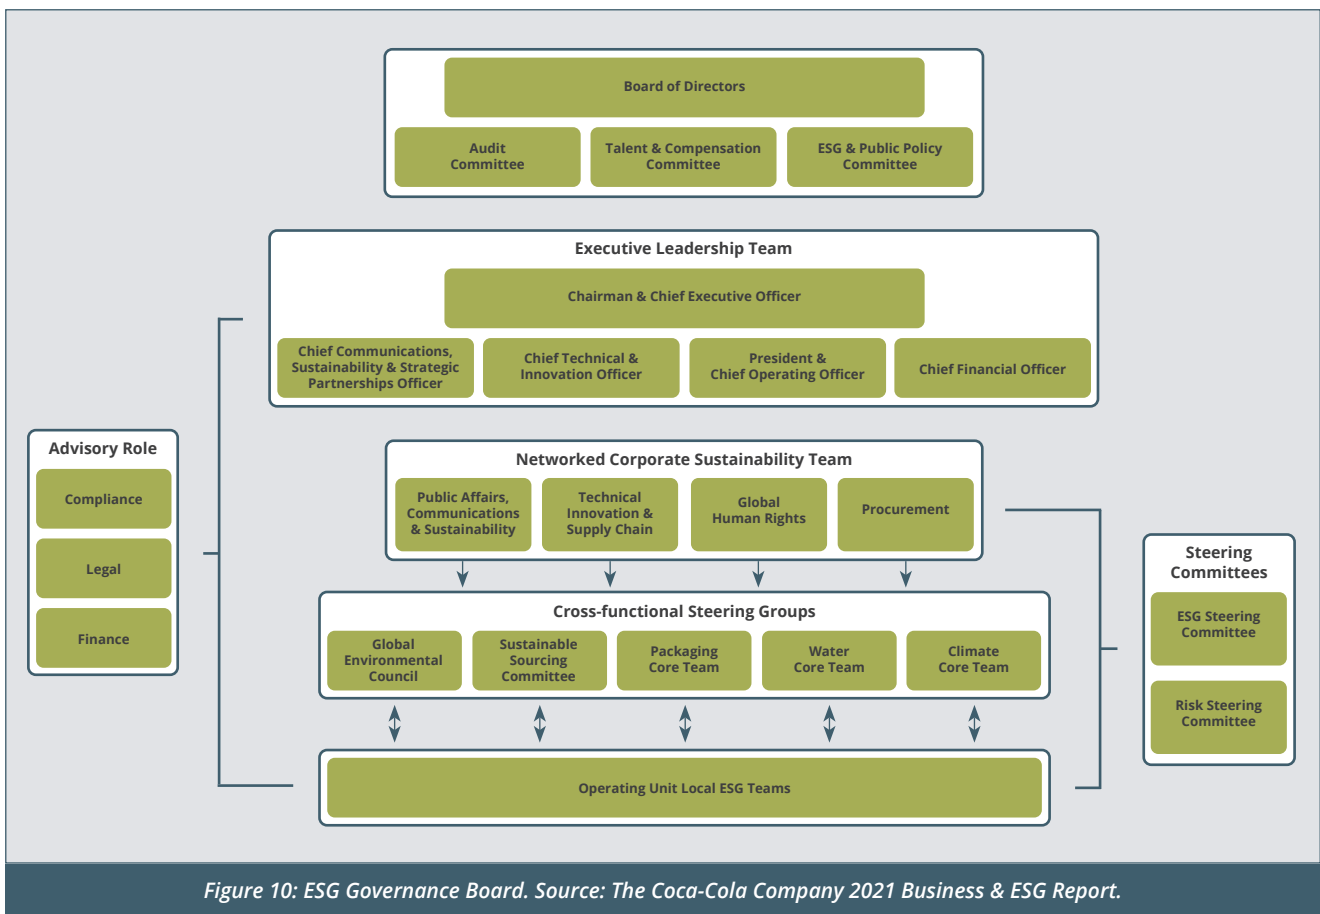 Board of Directors
Audit
Committee
Talent & Compensation
Committee
ESG & Public Policy
Committee
Executive Leadership Team
Chairman & Chief Executive Officer
Chief Communications,
Sustainability & Strategic
Partnerships Officer
Chief Technical &
Innovation Officer
President &
Chief Operating Officer
Chief Financial Officer
Advisory Role
Compliance
Legal
Finance
Networked Corporate Sustainability Team
Public Affairs,
Communications
& Sustainability
Technical
Innovation &
Supply Chain
Global
Human Rights
Procurement
Cross-functional Steering Groups
Global
Environmental
Council
Sustainable
Sourcing
Committee
Packaging
Core Team
Water
Core Team
Climate
Core Team
Operating Unit Local ESG Teams
Steering
Committees
ESG Steering
Committee
Risk Steering
Committee
Figure 10: ESG Governance Board. Source: The Coca-Cola Company 2021 Business & ESG Report.